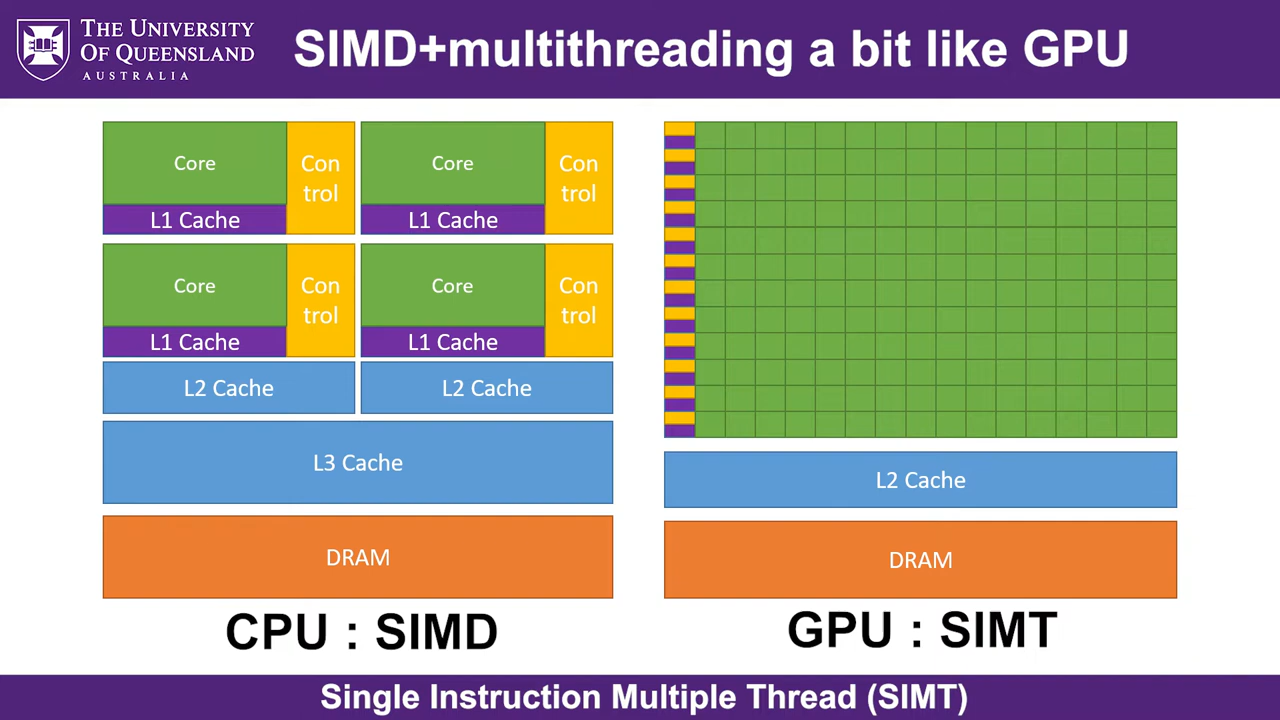 THE UNIVERSITY
OF QUEENSLAND
AUSTRALIA
SIMD+multithreading a bit like GPU
Core
Con
trol
L1 Cache
Core
Con
trol
L1 Cache
Core
Con
trol
L1 Cache
Core
Con
trol
L1 Cache
L2 Cache
L2 Cache
L3 Cache
DRAM
CPU : SIMD
L2 Cache
DRAM
GPU : SIMT
Single Instruction Multiple Thread (SIMT)